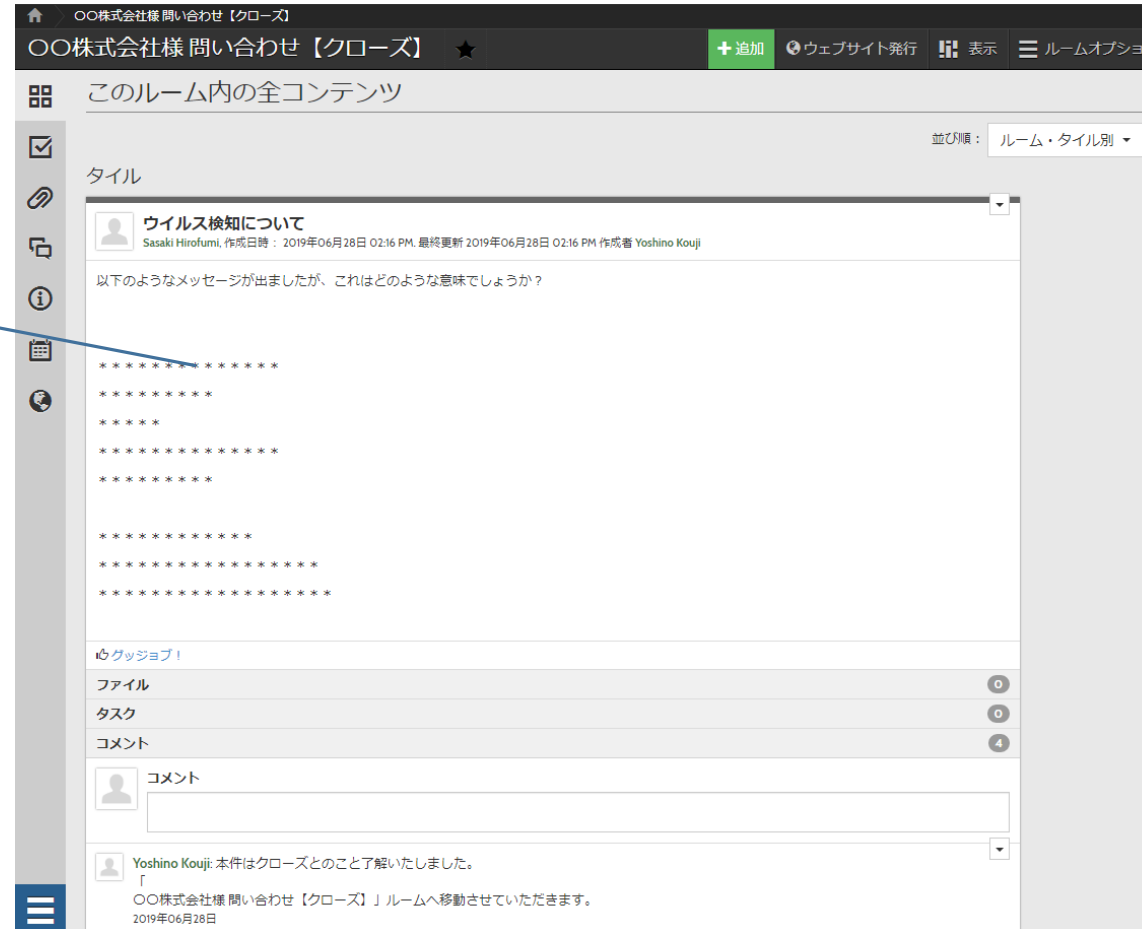 〇〇株式会社様 問い合わせ【クローズ】
〇〇株式会社様 問い合わせ【クローズ】 ★
+追加 ウェブサイト発行 表示 ルームオプショ
このルーム内の全コンテンツ
並び順： ルーム・タイル別
タイル
ウイルス検知について
Sasaki Hirofumi, 作成日時： 2019年06月28日 02:16 PM. 最終更新 2019年06月28日 02:16 PM 作成者 Yoshino Kouji
以下のようなメッセージが出ましたが、これはどのような意味でしょうか？
＊＊＊＊＊＊＊＊＊＊＊＊＊＊
＊＊＊＊＊＊＊＊＊
＊＊＊＊＊
＊＊＊＊＊＊＊＊＊＊＊＊＊＊
＊＊＊＊＊＊＊＊＊
＊＊＊＊＊＊＊＊＊＊＊＊
＊＊＊＊＊＊＊＊＊＊＊＊＊＊＊＊＊
＊＊＊＊＊＊＊＊＊＊＊＊＊＊＊＊＊＊
グッジョブ！
ファイル 0
タスク 0
コメント 4
コメント
Yoshino Kouji: 本件はクローズとのこと了解いたしました。
「
〇〇株式会社様 問い合わせ【クローズ】」ルームへ移動させていただきます。
2019年06月28日